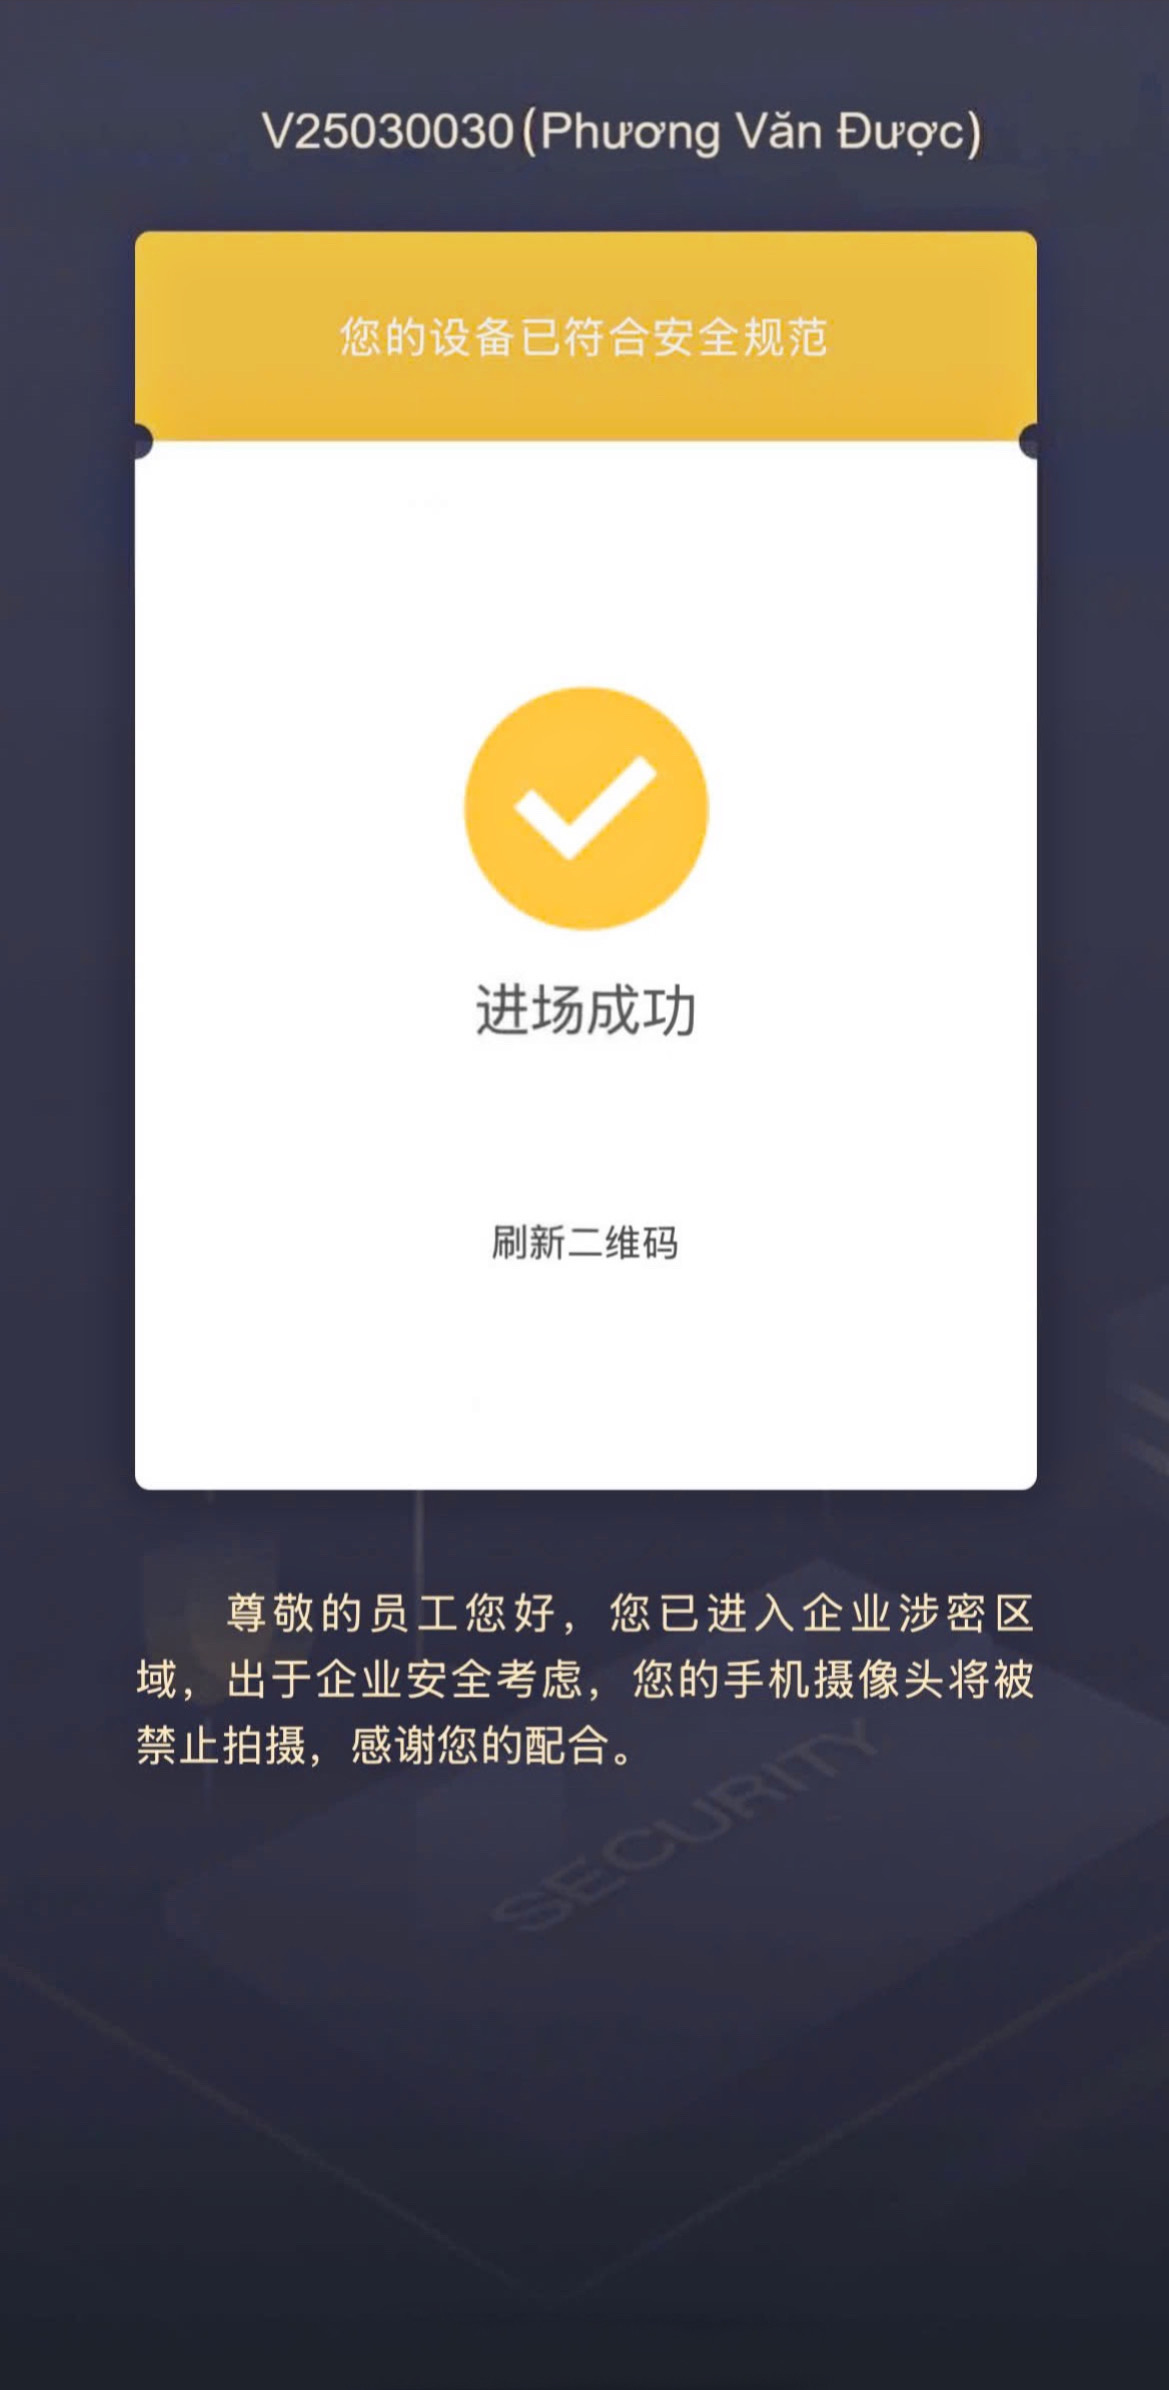 V25030030(Phương Văn Được)
您的设备已符合安全规范
进场成功
刷新二维码
尊敬的员工您好，您已进入企业涉密区
域，出于企业安全考虑，您的手机摄像头将被
禁止拍摄，感谢您的配合。
SECURITY